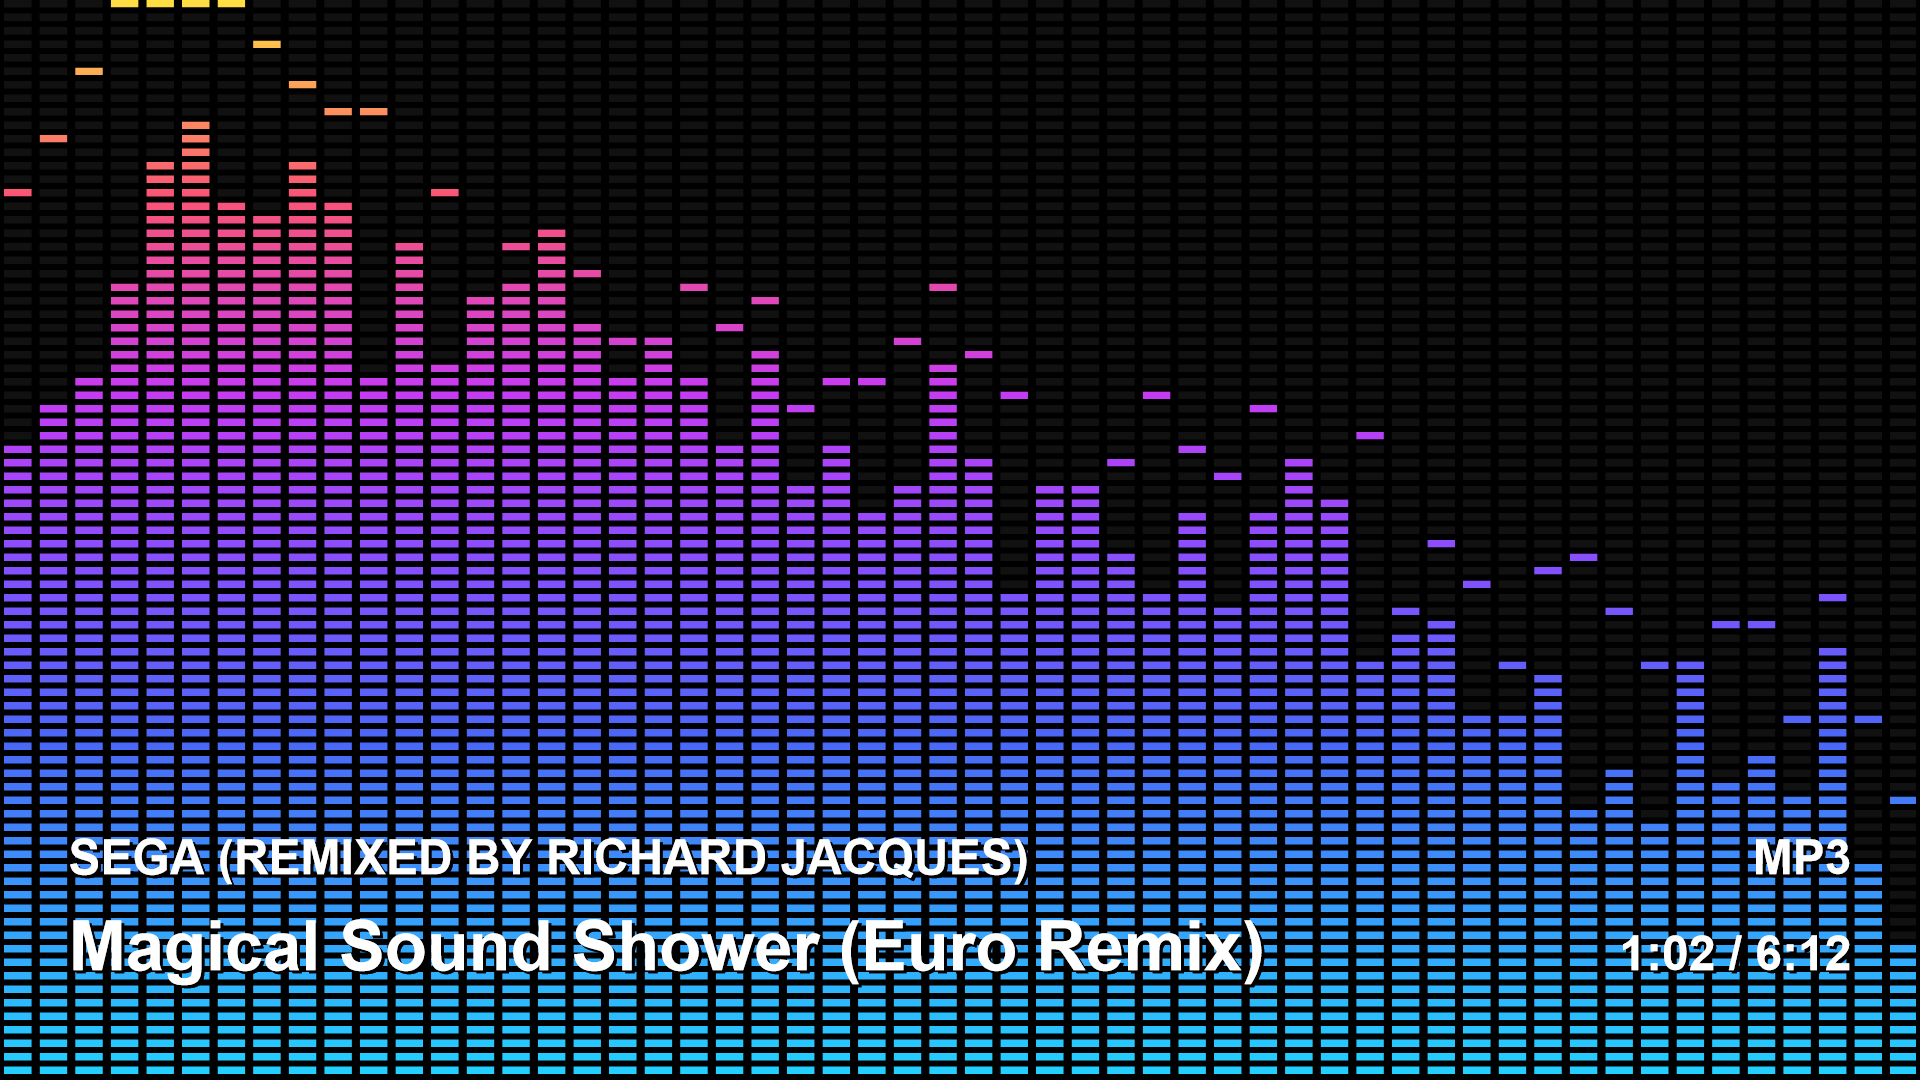 SEGA (REMIXED BY RICHARD JACQUES)
MP3
Magical Sound Shower (Euro Remix)
1:02 / 6:12